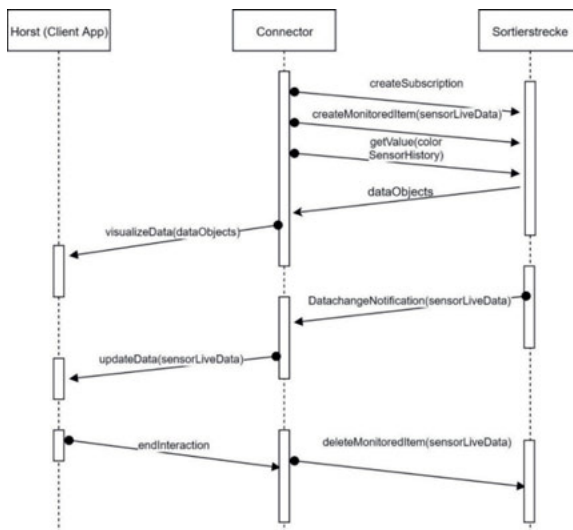 Horst (Client App)
Connector
Sortierstrecke
createSubscription
createMonitoredItem(sensorLiveData)
getValue(color
SensorHistory)
dataObjects
visualizeData(dataObjects)
DatachangeNotification(sensorLiveData)
updateData(sensorLiveData)
endInteraction
deleteMonitoredItem(sensorLiveData)